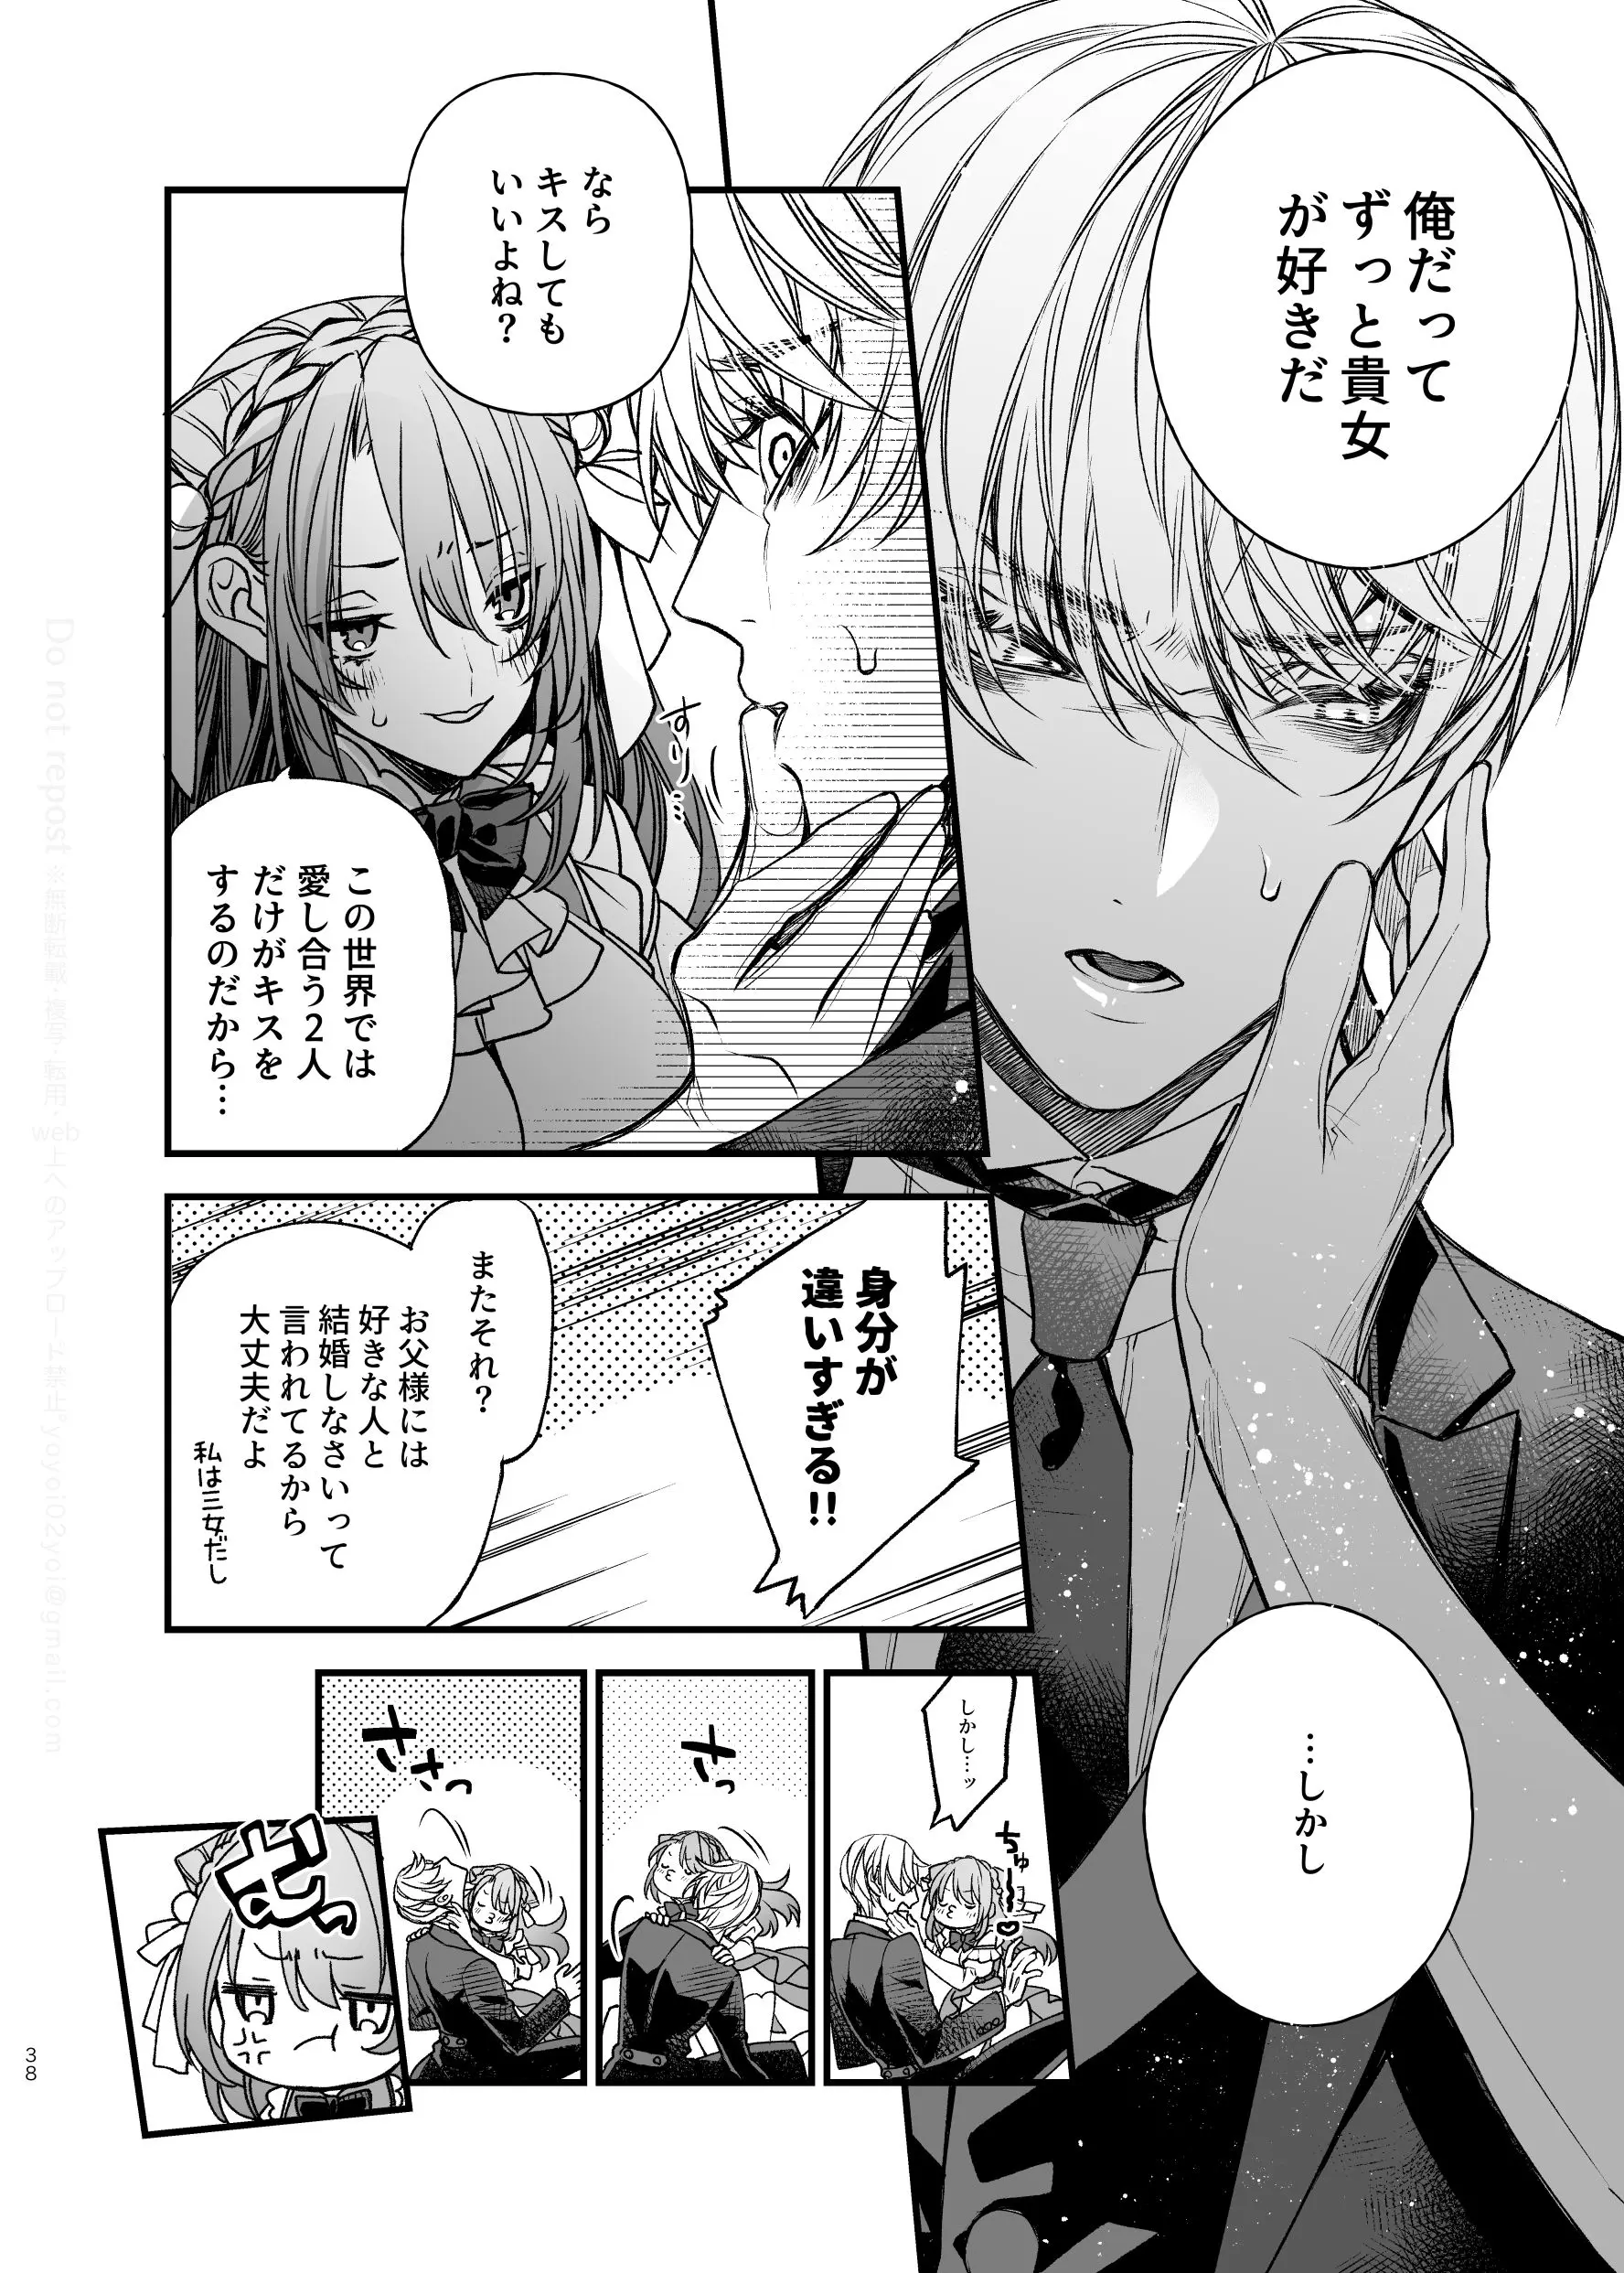 俺だって
ずっと貴女
が好きだ
…しかし
なら
キスしても
いいよね？
すり…
この世界では
愛し合う2人
だけがキスを
するのだから…
身分が
違いすぎる!!
またそれ？
お父様には
好きな人と
結婚しなさいって
言われてるから
大丈夫だよ
私は三女だし
しかし…ッ
ちゅー♡
さっ
ささっ
むっ
38
Do not repost ※無断転載・複写・転用・web上へのアップロード禁止。yoyoi02yoi@gmail.com